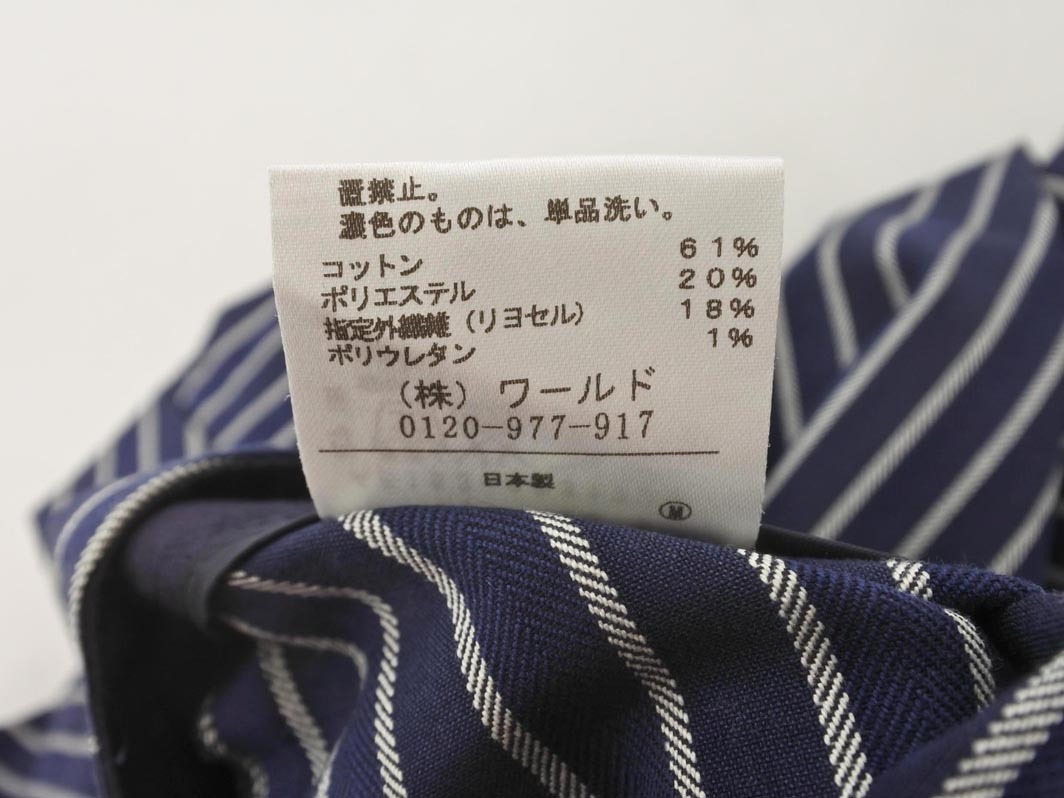 置禁止。
濃色のものは、単品洗い。
コットン 61%
ポリエステル 20%
指定外繊維(リヨセル) 18%
ポリウレタン 1%
(株)ワールド
0120-977-917
日本製
M